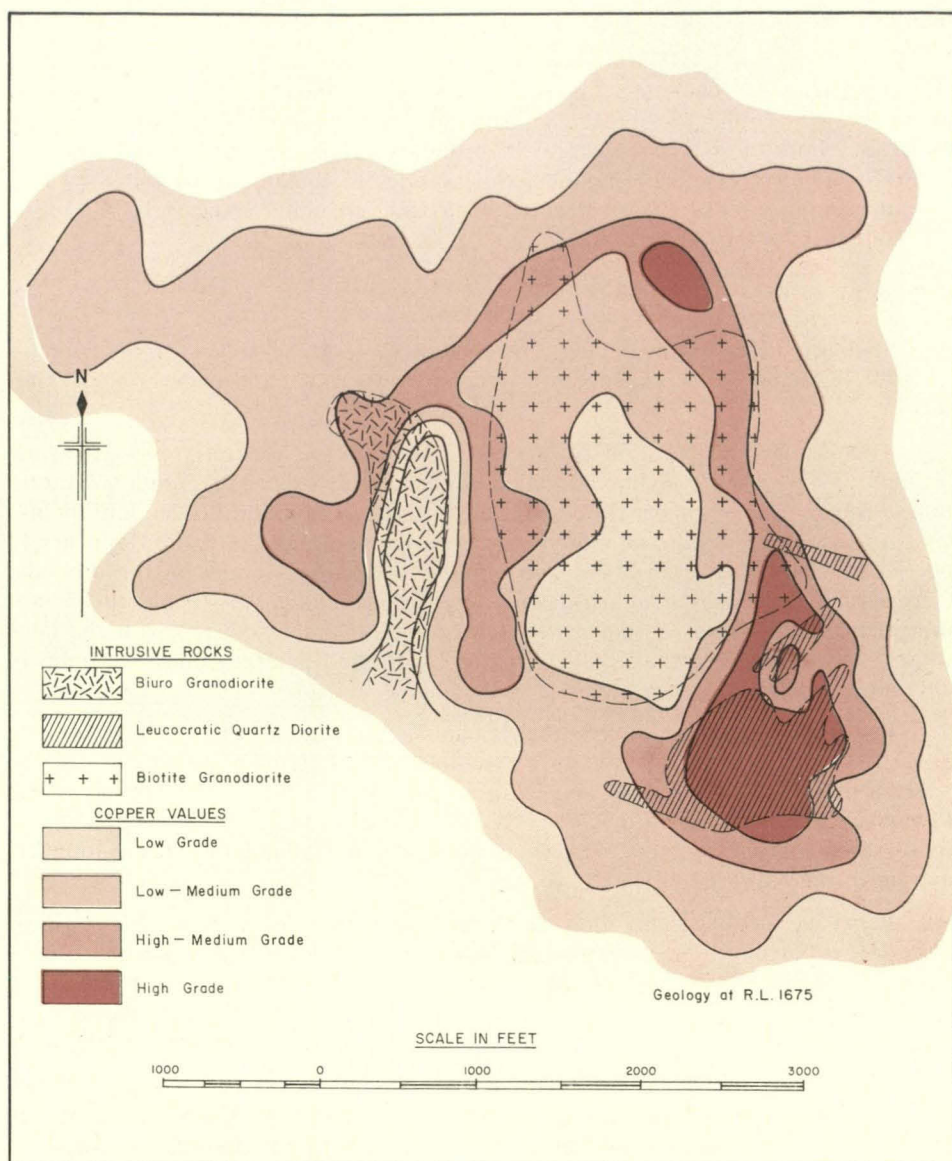 N
INTRUSIVE ROCKS
Biuro Granodiorite
Leucocratic Quartz Diorite
+ + + Biotite Granodiorite
COPPER VALUES
Low Grade
Low – Medium Grade
High – Medium Grade
High Grade
Geology at R.L. 1675
SCALE IN FEET
1000 0 1000 2000 3000